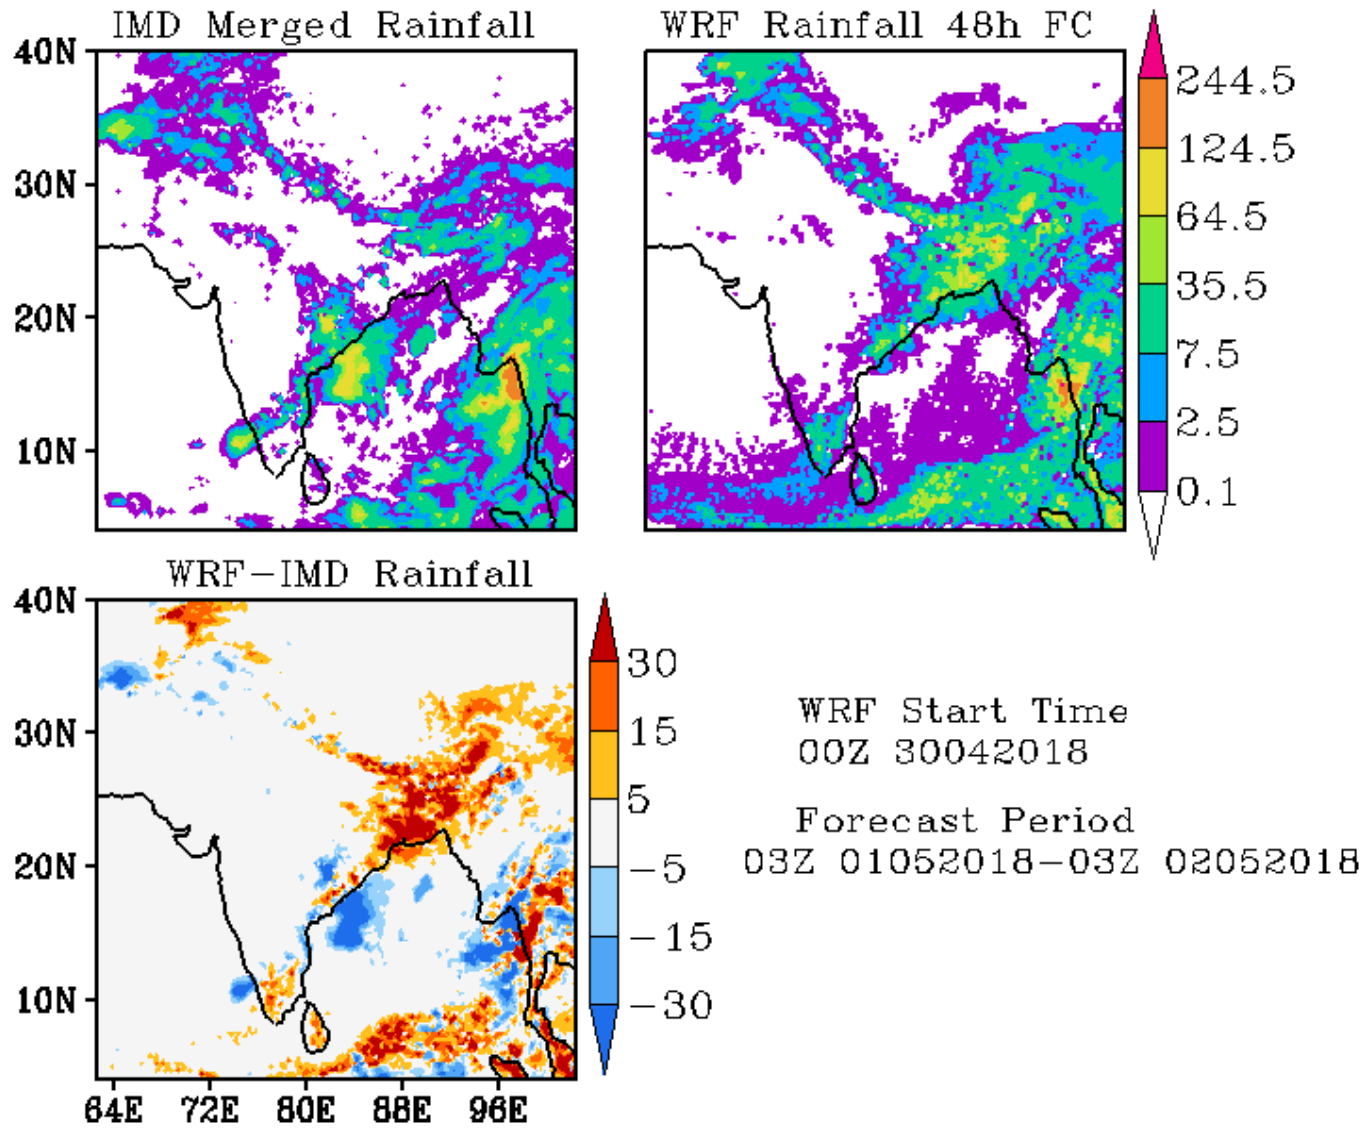 IMD Merged Rainfall
WRF Rainfall 48h FC
40N
30N
20N
10N
244.5
124.5
64.5
35.5
7.5
2.5
0.1
WRF-IMD Rainfall
40N
30N
20N
10N
64E 72E 80E 88E 96E
30
15
5
-5
-15
-30
WRF Start Time
00Z 30042018
Forecast Period
03Z 01052018-03Z 02052018